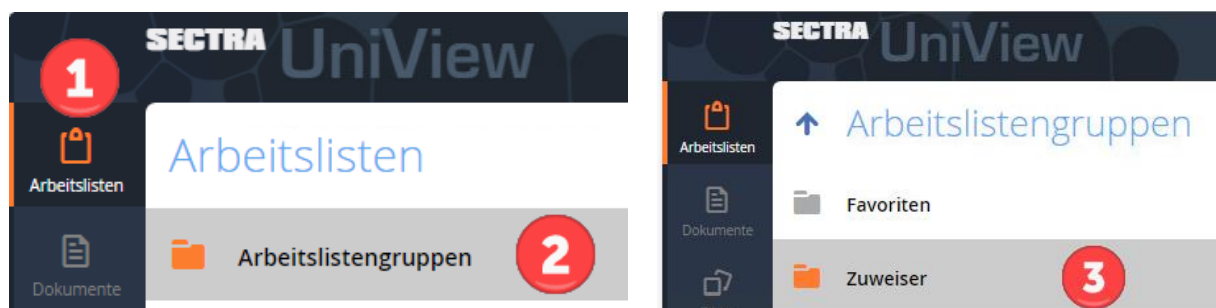 SECTRA UniView
1
Arbeitslisten
Arbeitslisten
Arbeitslistengruppen
2
Dokumente
SECTRA UniView
Arbeitslistengruppen
Arbeitslisten
Favoriten
Dokumente
Zuweiser
3